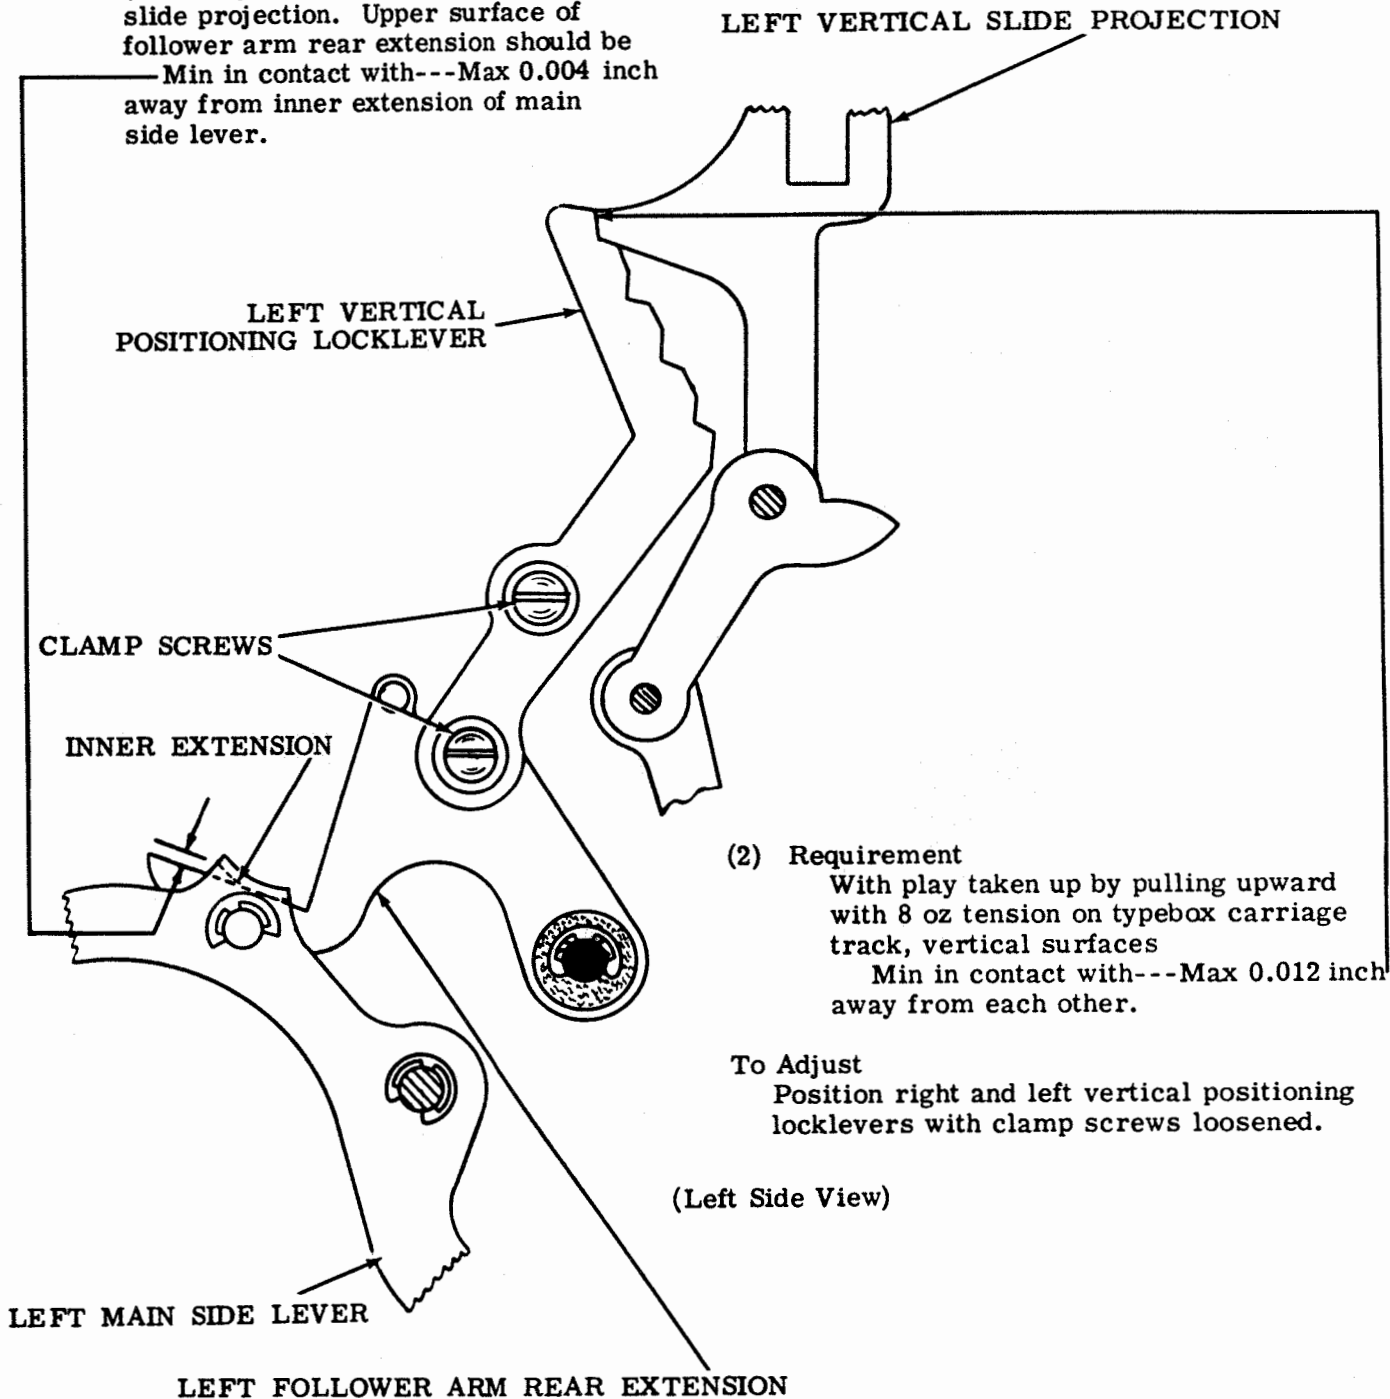 slide projection. Upper surface of
follower arm rear extension should be
Min in contact with---Max 0.004 inch
away from inner extension of main
side lever.
LEFT VERTICAL SLIDE PROJECTION
LEFT VERTICAL
POSITIONING LOCKLEVER
CLAMP SCREWS
INNER EXTENSION
(2) Requirement
With play taken up by pulling upward
with 8 oz tension on typebox carriage
track, vertical surfaces
Min in contact with---Max 0.012 inch
away from each other.
To Adjust
Position right and left vertical positioning
locklevers with clamp screws loosened.
(Left Side View)
LEFT MAIN SIDE LEVER
LEFT FOLLOWER ARM REAR EXTENSION